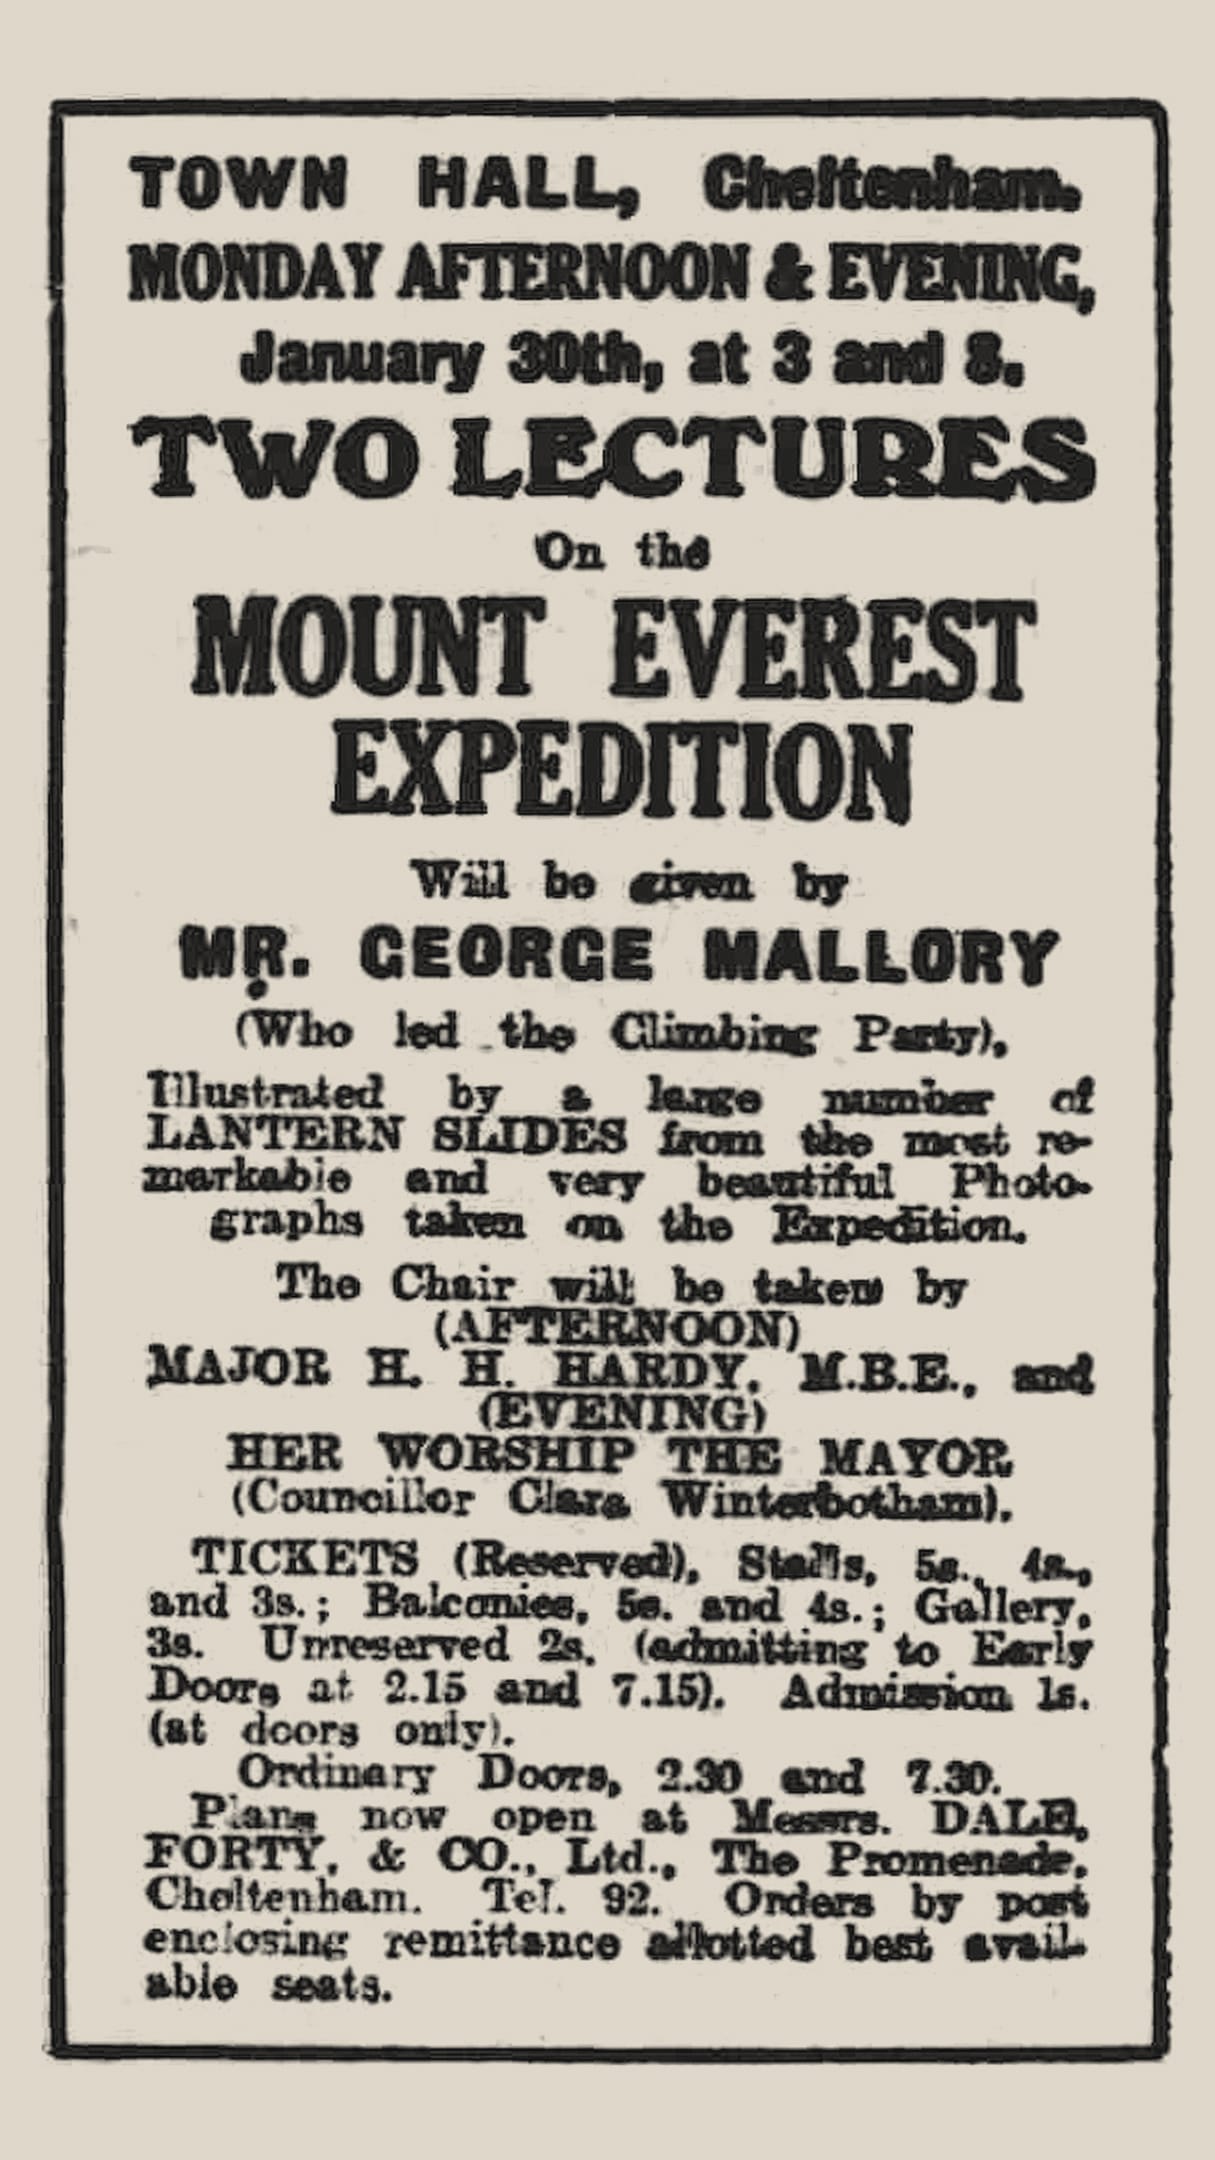 TOWN HALL, Cheltenham.
MONDAY AFTERNOON & EVENING,
January 30th, at 3 and 8.
TWO LECTURES
On the
MOUNT EVEREST
EXPEDITION
Will be given by
MR. GEORGE MALLORY
(Who led the Climbing Party),
Illustrated by a large number of
LANTERN SLIDES from the most re-
markable and very beautiful Photo-
graphs taken on the Expedition.
The Chair will be taken by
(AFTERNOON)
MAJOR H. H. HARDY, M.B.E., and
(EVENING)
HER WORSHIP THE MAYOR
(Councillor Clara Winterbotham).
TICKETS (Reserved), Stalls, 5s., 4s.,
and 3s.; Balconies, 5s. and 4s.; Gallery,
3s. Unreserved 2s. (admitting to Early
Doors at 2.15 and 7.15). Admission 1s.
(at doors only).
Ordinary Doors, 2.30 and 7.30.
Plans now open at Messrs. DALE,
FORTY, & CO., Ltd., The Promenade,
Cheltenham. Tel. 92. Orders by post
enclosing remittance allotted best avail-
able seats.